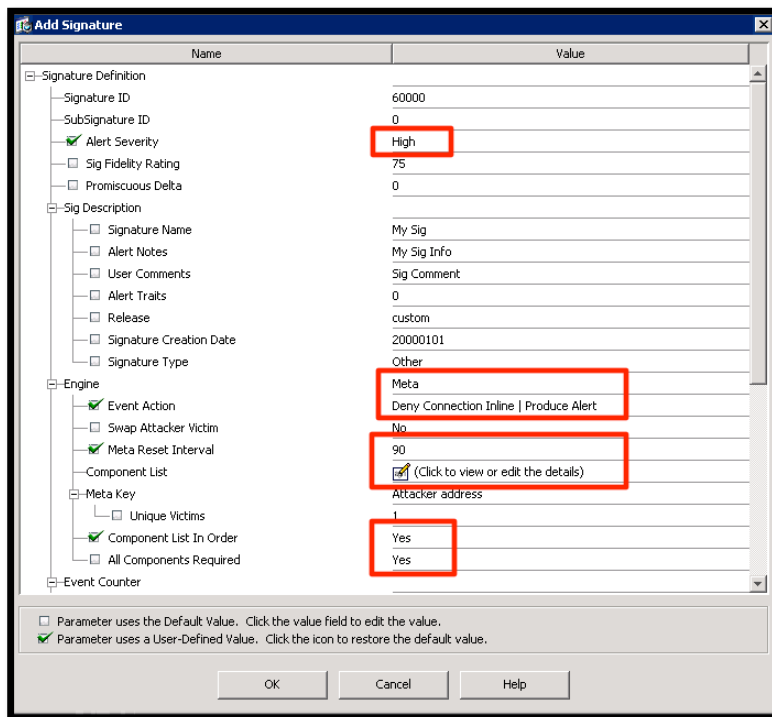 Add Signature
Name Value
Signature Definition
Signature ID 60000
SubSignature ID 0
Alert Severity High
Sig Fidelity Rating 75
Promiscuous Delta 0
Sig Description
Signature Name My Sig
Alert Notes My Sig Info
User Comments Sig Comment
Alert Traits 0
Release custom
Signature Creation Date 20000101
Signature Type Other
Engine Meta
Event Action Deny Connection Inline | Produce Alert
Swap Attacker Victim No
Meta Reset Interval 90
Component List (Click to view or edit the details)
Meta Key Attacker address
Unique Victims 1
Component List In Order Yes
All Components Required Yes
Event Counter
Parameter uses the Default Value. Click the value field to edit the value.
Parameter uses a User-Defined Value. Click the icon to restore the default value.
OK Cancel Help